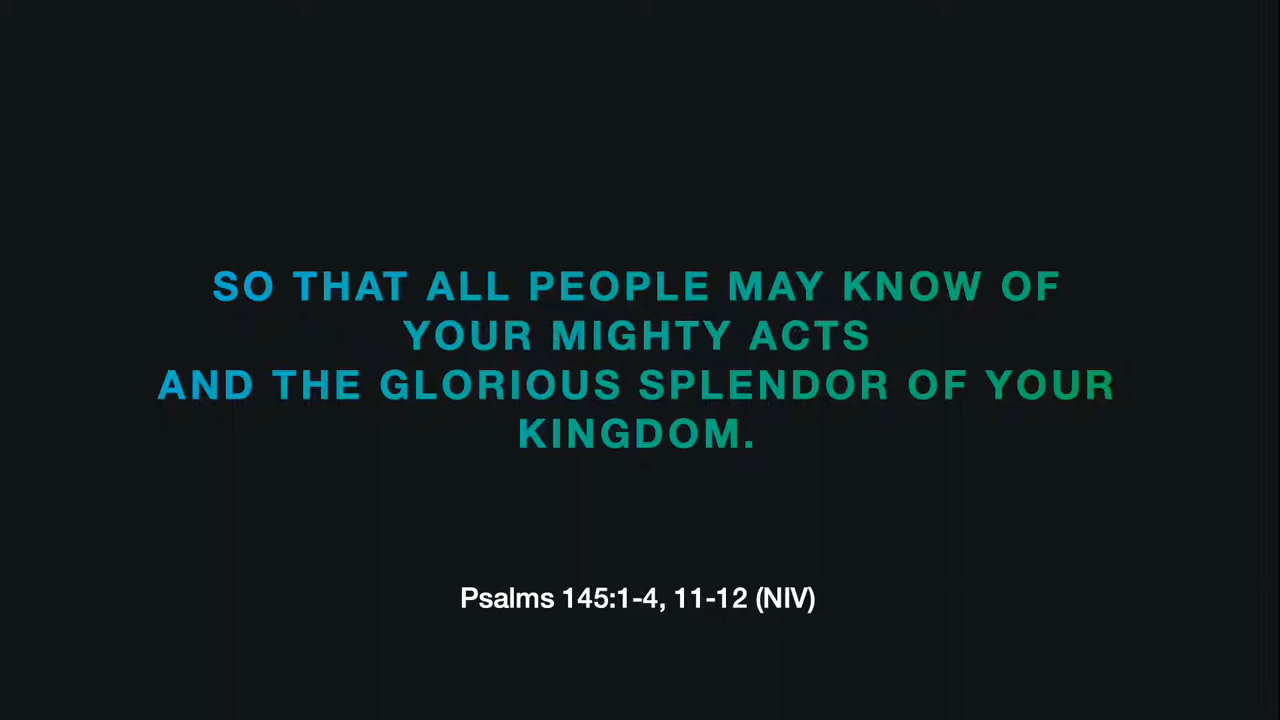 SO THAT ALL PEOPLE MAY KNOW OF
YOUR MIGHTY ACTS
AND THE GLORIOUS SPLENDOR OF YOUR
KINGDOM.
Psalms 145:1-4, 11-12 (NIV)